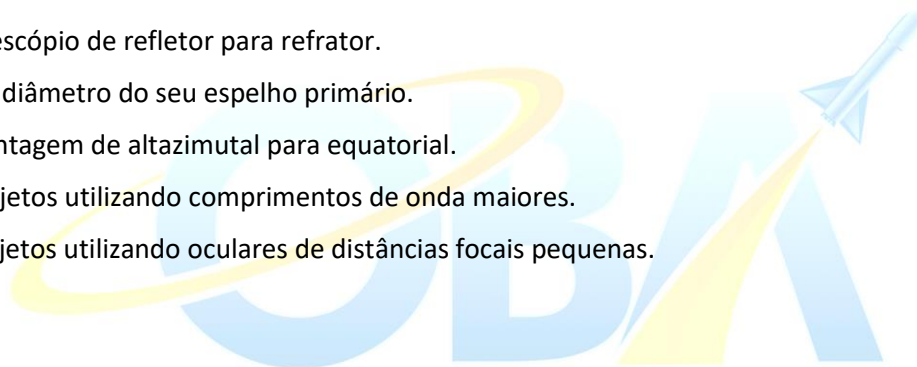 escópio de refletor para refrator.
diâmetro do seu espelho primário.
ntagem de altazimutal para equatorial.
jetos utilizando comprimentos de onda maiores.
jetos utilizando oculares de distâncias focais pequenas.
OBA